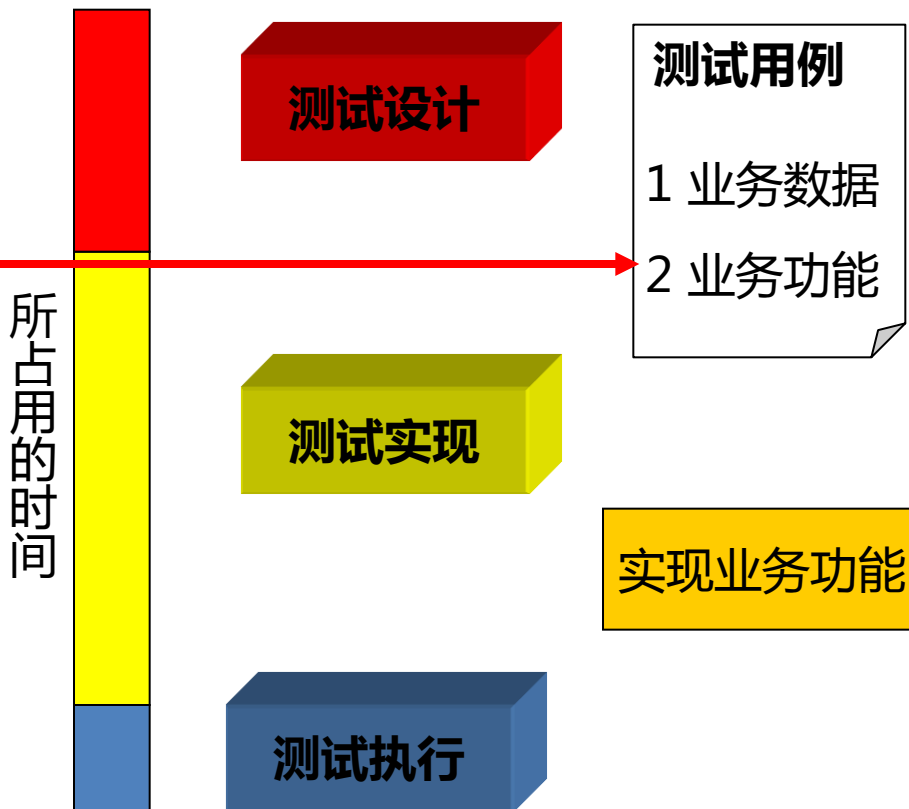 测试设计
测试用例
1 业务数据
2 业务功能
所占用的时间
测试实现
实现业务功能
测试执行